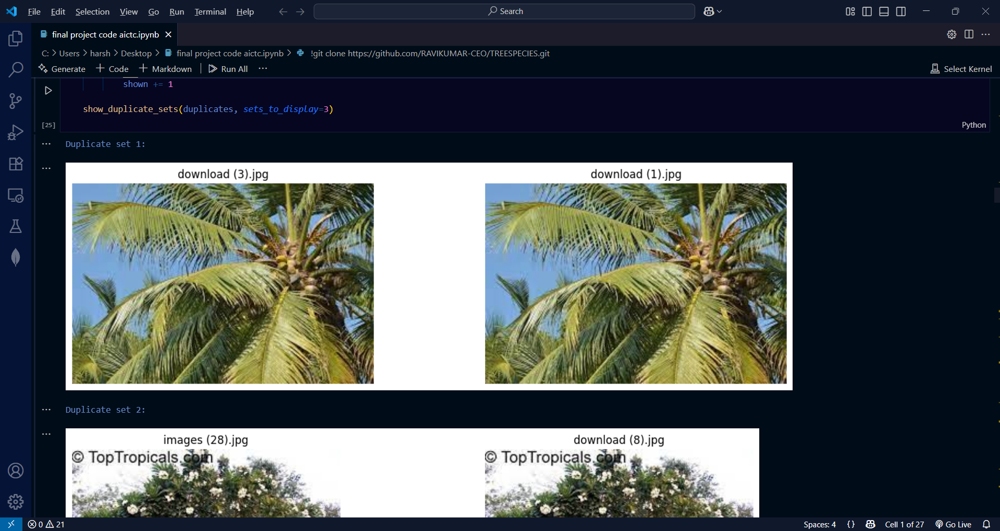 File Edit Selection View Go Run Terminal Help
Search
final project code aictc.ipynb
C: > Users > harsh > Desktop > final project code aictc.ipynb > !git clone https://github.com/RAVIKUMAR-CEO/TREESPECIES.git
Generate + Code + Markdown | Run All ...
Select Kernel
shown += 1
show_duplicate_sets(duplicates, sets_to_display=3)
[25]
Python
Duplicate set 1:
download (3).jpg download (1).jpg
Duplicate set 2:
images (28).jpg download (8).jpg
© TopTropicals.com © TopTropicals.com
0 21 Spaces: 4 {} Cell 1 of 27 Go Live